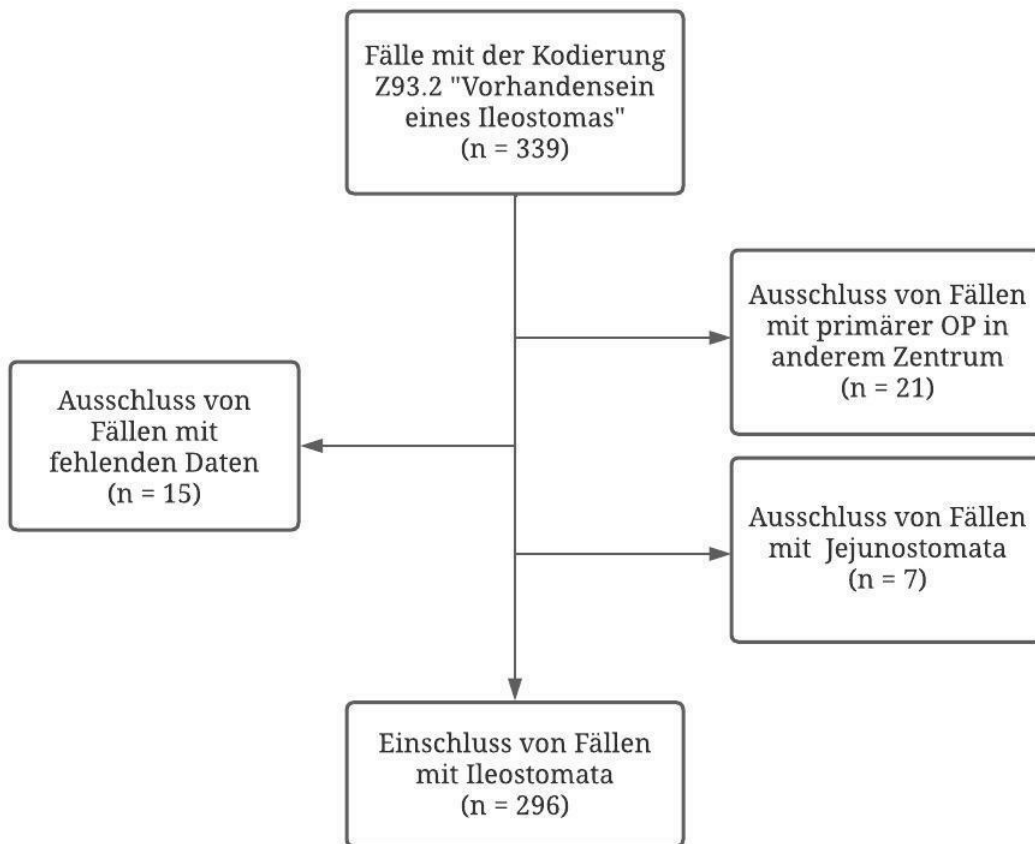 Fälle mit der Kodierung
Z93.2 "Vorhandensein
eines Ileostomas"
(n = 339)
Ausschluss von Fällen
mit primärer OP in
anderem Zentrum
(n = 21)
Ausschluss von
Fällen mit
fehlenden Daten
(n = 15)
Ausschluss von Fällen
mit Jejunostomata
(n = 7)
Einschluss von Fällen
mit Ileostomata
(n = 296)